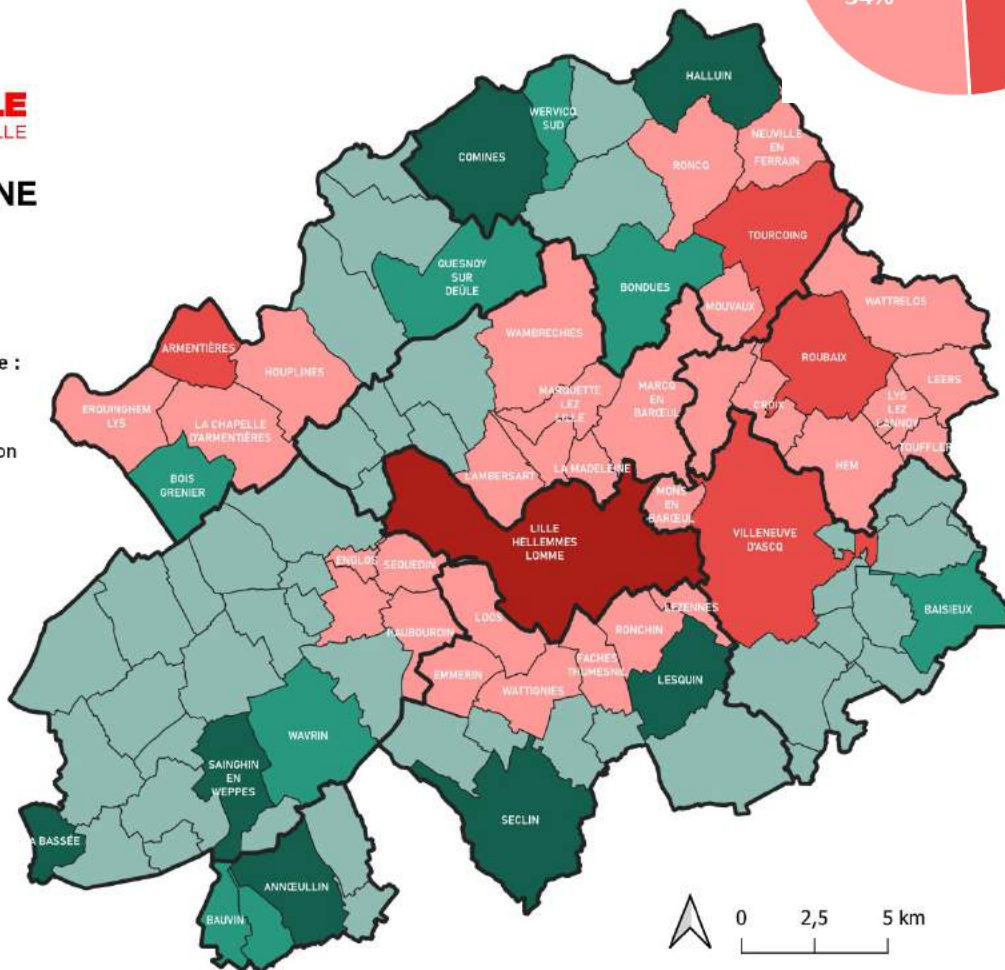 34%
LE
LLE
NE
e :
on
HALLUIN
WERVICQ
SUD
COMINES
NEUVILLE
EN
FERRAIN
RONCQ
TOURCOING
QUESNOY
SUR
DEÛLE
BONDUES
MOUVAUX
WATTRELOS
WAMBRECHIES
ARMENTIÈRES
HOUPLINES
ROUBAIX
LEERS
MARQUETTE
LEZ
LILLE
MARCQ
EN
BARŒUL
CROIX
LYS
LEZ
LANNOY
ERQUINGHEM
LYS
LA CHAPELLE
D'ARMENTIÈRES
TOUFFLER
HEM
LAMBERSART
LA MADELEINE
BOIS
GRENIER
MONS
EN
BARŒUL
LILLE
HELLEMMES
LOMME
VILLENEUVE
D'ASCQ
ENGLOS
SEQUEDIN
BAISIEUX
LEZENNES
LOOS
RONCHIN
HAUBOURDIN
FACHES
THUMESNIL
EMMERIN
WATTIGNIES
LESQUIN
WAVRIN
SAINGHIN
EN
WEPPES
SECLIN
A BASSÉE
ANNŒULLIN
BAUVIN
0 2,5 5 km